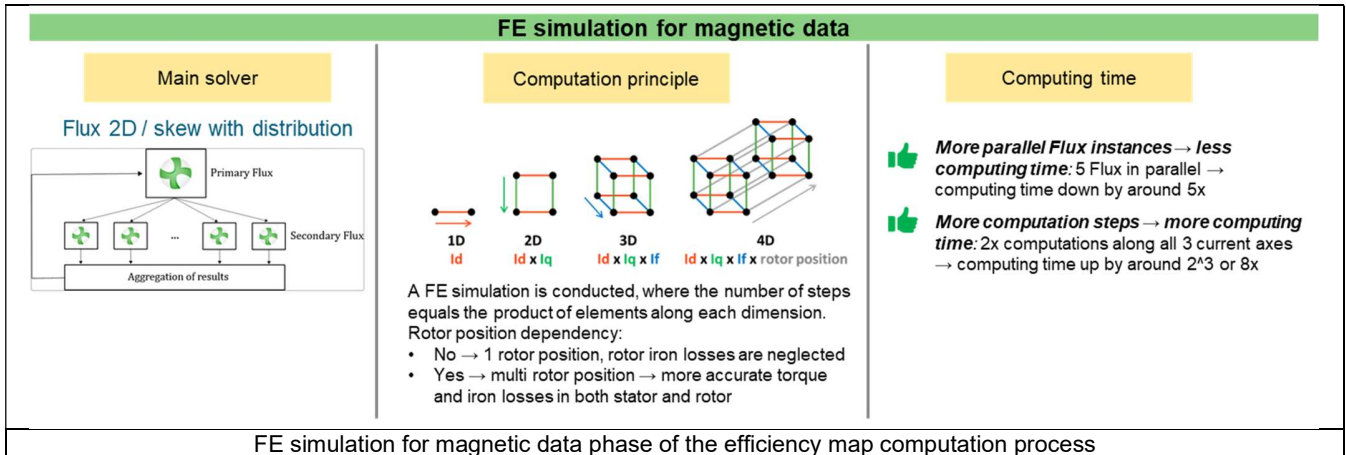 FE simulation for magnetic data
Main solver
Flux 2D / skew with distribution
Primary Flux
...
Secondary Flux
Aggregation of results
Computation principle
1D
Id
2D
Id x Iq
3D
Id x Iq x If
4D
Id x Iq x If x rotor position
A FE simulation is conducted, where the number of steps
equals the product of elements along each dimension.
Rotor position dependency:
• No → 1 rotor position, rotor iron losses are neglected
• Yes → multi rotor position → more accurate torque
and iron losses in both stator and rotor
Computing time
More parallel Flux instances → less
computing time: 5 Flux in parallel →
computing time down by around 5x
More computation steps → more computing
time: 2x computations along all 3 current axes
→ computing time up by around 2^3 or 8x
FE simulation for magnetic data phase of the efficiency map computation process